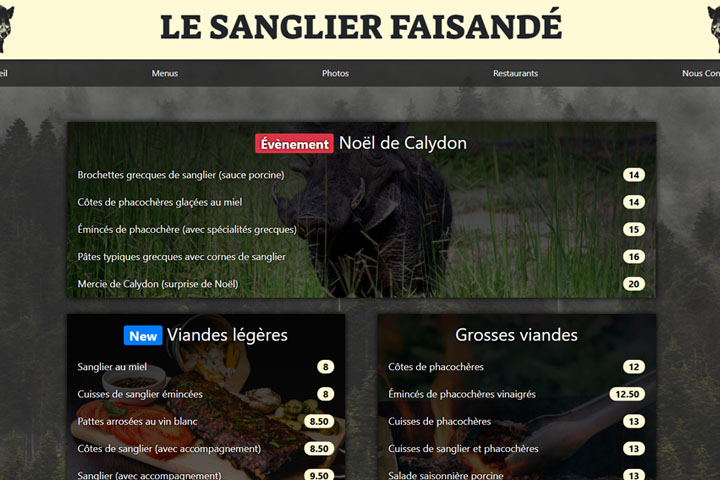 LE SANGLIER FAISANDÉ
eil Menus Photos Restaurants Nous Con
Évènement Noël de Calydon
Brochettes grecques de sanglier (sauce porcine) 14
Côtes de phacochères glaçées au miel 14
Émincés de phacochère (avec spécialités grecques) 15
Pâtes typiques grecques avec cornes de sanglier 16
Mercie de Calydon (surprise de Noël) 20
New Viandes légères
Sanglier au miel 8
Cuisses de sanglier émincées 8
Pattes arrosées au vin blanc 8.50
Côtes de sanglier (avec accompagnement) 8.50
Sanglier (avec accompagnement) 9.50
Grosses viandes
Côtes de phacochères 12
Émincés de phacochères vinaigrés 12.50
Cuisses de phacochères 13
Cuisses de sanglier et phacochères 13
Salade saisonnière porcine 13